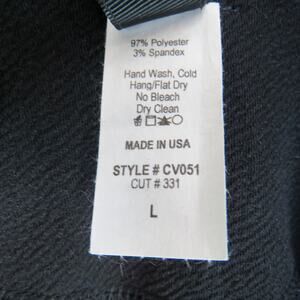 97% Polyester
3% Spandex
Hand Wash, Cold
Hang/Flat Dry
No Bleach
Dry Clean
MADE IN USA
STYLE # CV051
CUT # 331
L